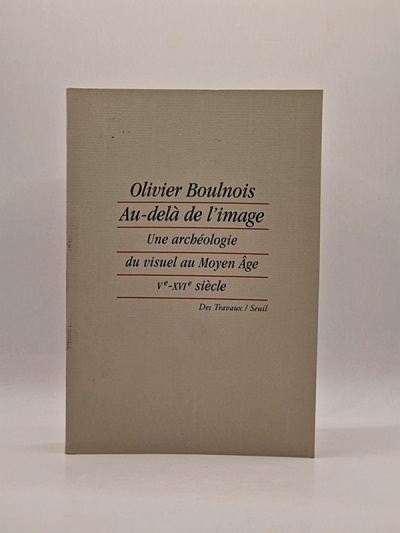 Olivier Boulnois
Au-delà de l'image
Une archéologie
du visuel au Moyen Âge
Ve-XVIe siècle
Des Travaux / Seuil